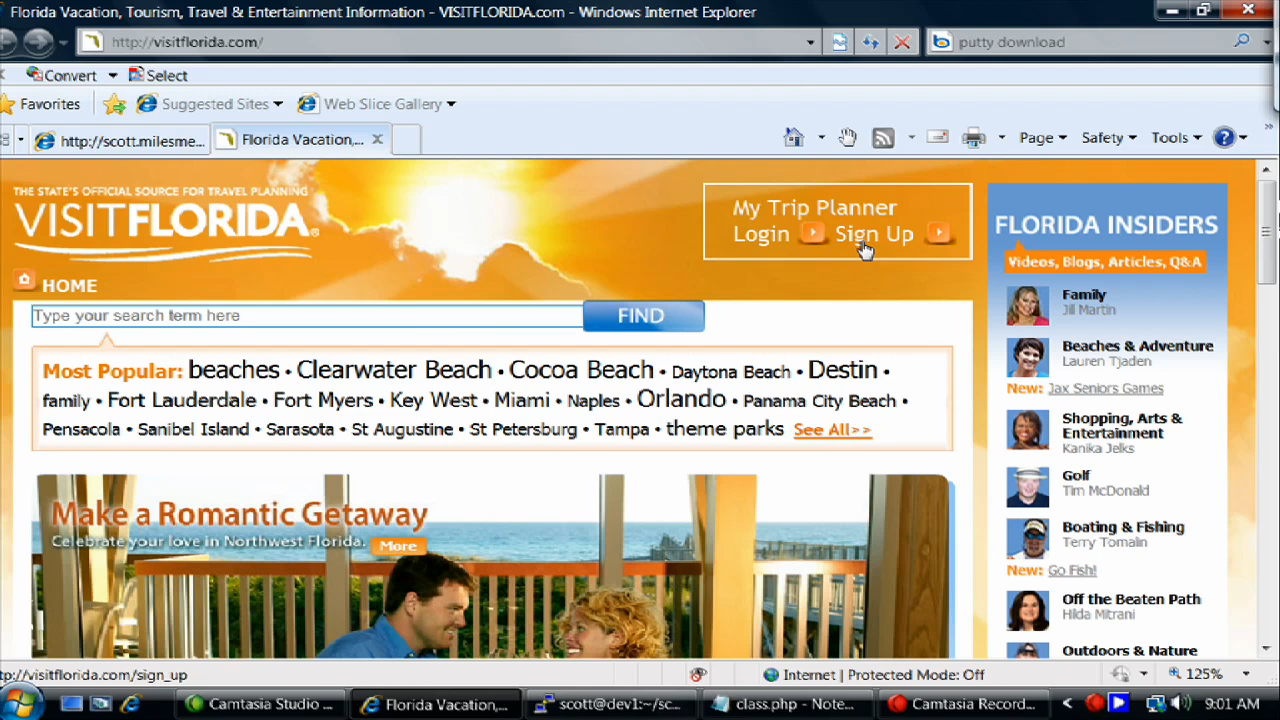 Florida Vacation, Tourism, Travel & Entertainment Information - VISITFLORIDA.com - Windows Internet Explorer
http://visitflorida.com/
putty download
Convert
Select
Favorites
Suggested Sites
Web Slice Gallery
http://scott.milesme...
Florida Vacation,...
Page
Safety
Tools
THE STATE'S OFFICIAL SOURCE FOR TRAVEL PLANNING
VISITFLORIDA®
My Trip Planner
Login
Sign Up
HOME
Type your search term here
FIND
Most Popular: beaches • Clearwater Beach • Cocoa Beach • Daytona Beach • Destin •
family • Fort Lauderdale • Fort Myers • Key West • Miami • Naples • Orlando • Panama City Beach •
Pensacola • Sanibel Island • Sarasota • St Augustine • St Petersburg • Tampa • theme parks See All>>
Make a Romantic Getaway
Celebrate your love in Northwest Florida. More
FLORIDA INSIDERS
Videos, Blogs, Articles, Q&A
Family
Jill Martin
Beaches & Adventure
Lauren Tjaden
New: Jax Seniors Games
Shopping, Arts &
Entertainment
Kanika Jelks
Golf
Tim McDonald
Boating & Fishing
Terry Tomalin
New: Go Fish!
Off the Beaten Path
Hilda Mitrani
Outdoors & Nature
tp://visitflorida.com/sign_up
Internet | Protected Mode: Off
125%
Camtasia Studio ...
Florida Vacation,...
scott@dev1:~/sc...
class.php - Note...
Camtasia Record...
9:01 AM